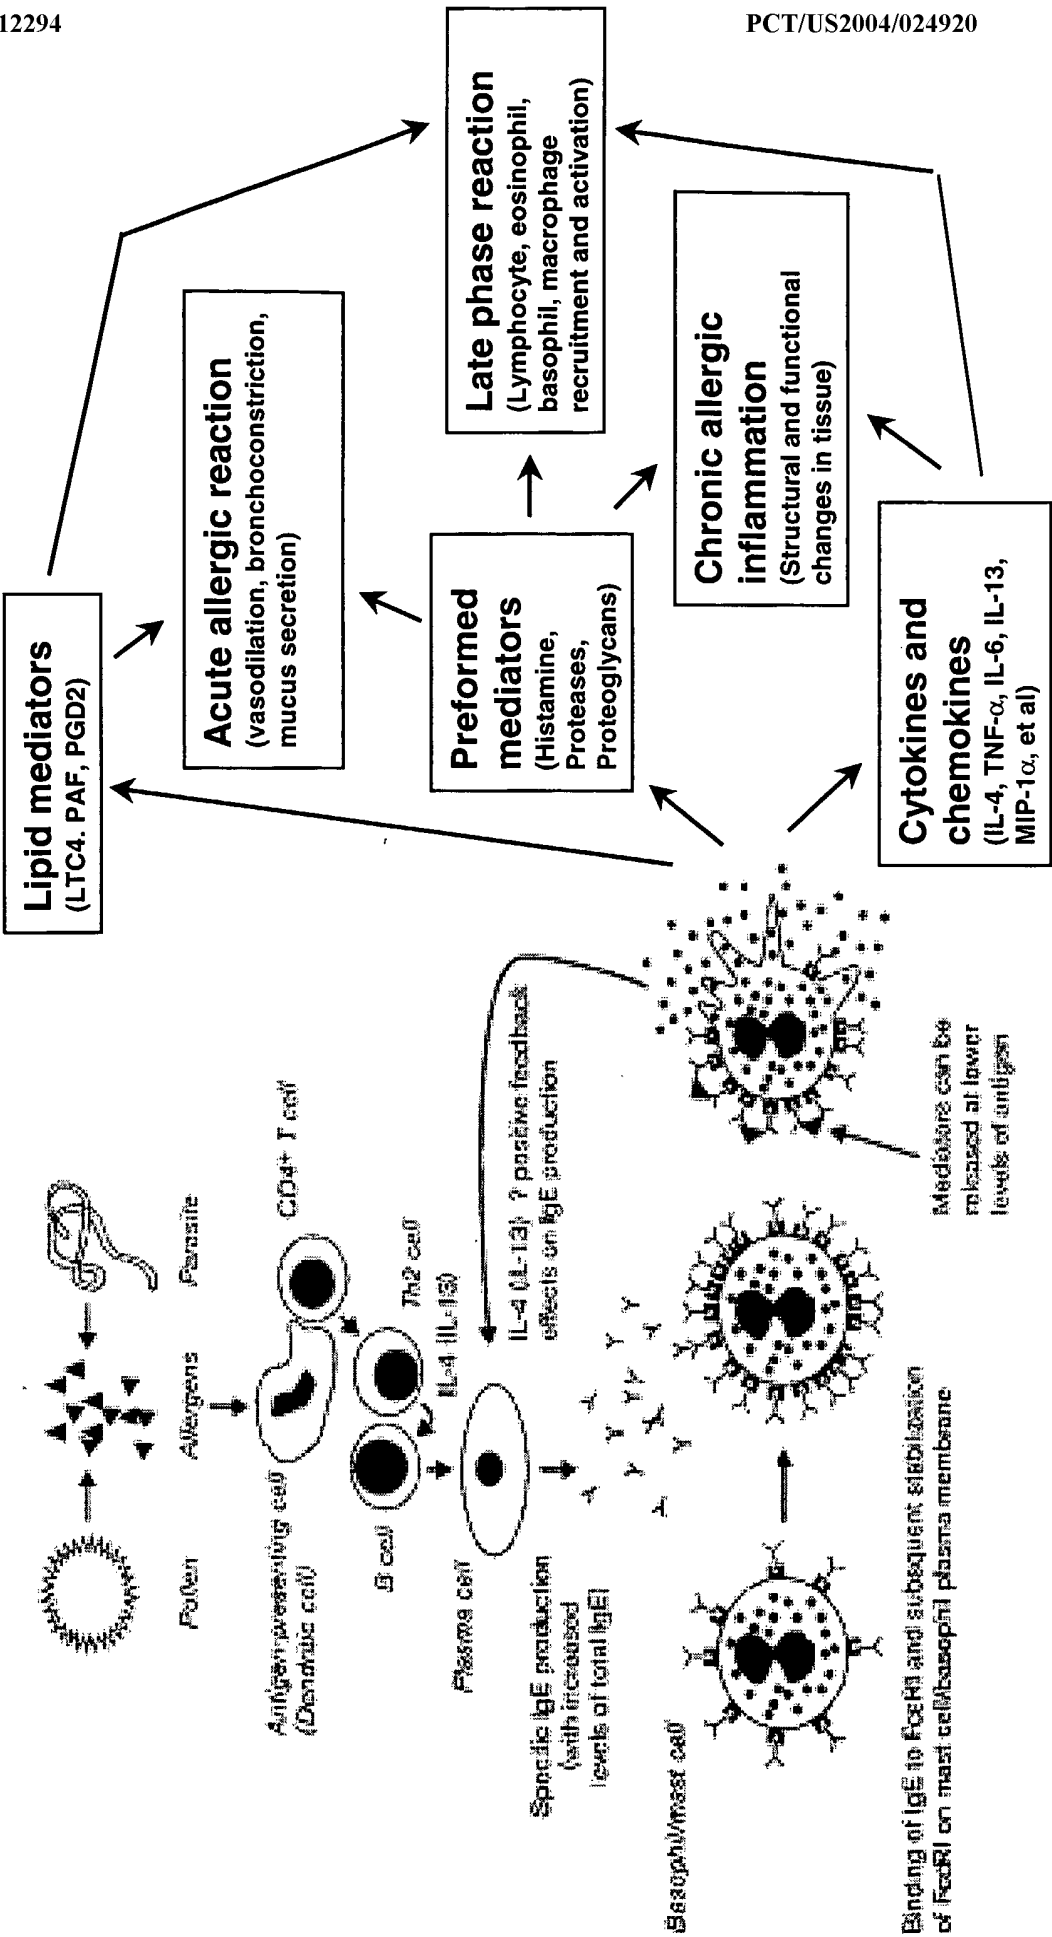 12294
PCT/US2004/024920
Pollen
Allergens
Parasite
Antigen-presenting cell
(Dendritic cell)
CD4+ T cell
B cell
Th2 cell
IL-4 (IL-13)
Plasma cell
IL-4 (IL-13) ? positive feedback
effects on IgE production
Specific IgE production
(with increased
levels of total IgE)
Basophil/mast cell
Binding of IgE to FcεRI and subsequent stabilization
of FcεRI on mast cell/basophil plasma membrane
Mediators can be
released at lower
levels of antigen
Lipid mediators
(LTC4. PAF, PGD2)
Acute allergic reaction
(vasodilation, bronchoconstriction,
mucus secretion)
Preformed
mediators
(Histamine,
Proteases,
Proteoglycans)
Late phase reaction
(Lymphocyte, eosinophil,
basophil, macrophage
recruitment and activation)
Chronic allergic
inflammation
(Structural and functional
changes in tissue)
Cytokines and
chemokines
(IL-4, TNF-α, IL-6, IL-13,
MIP-1α, et al)